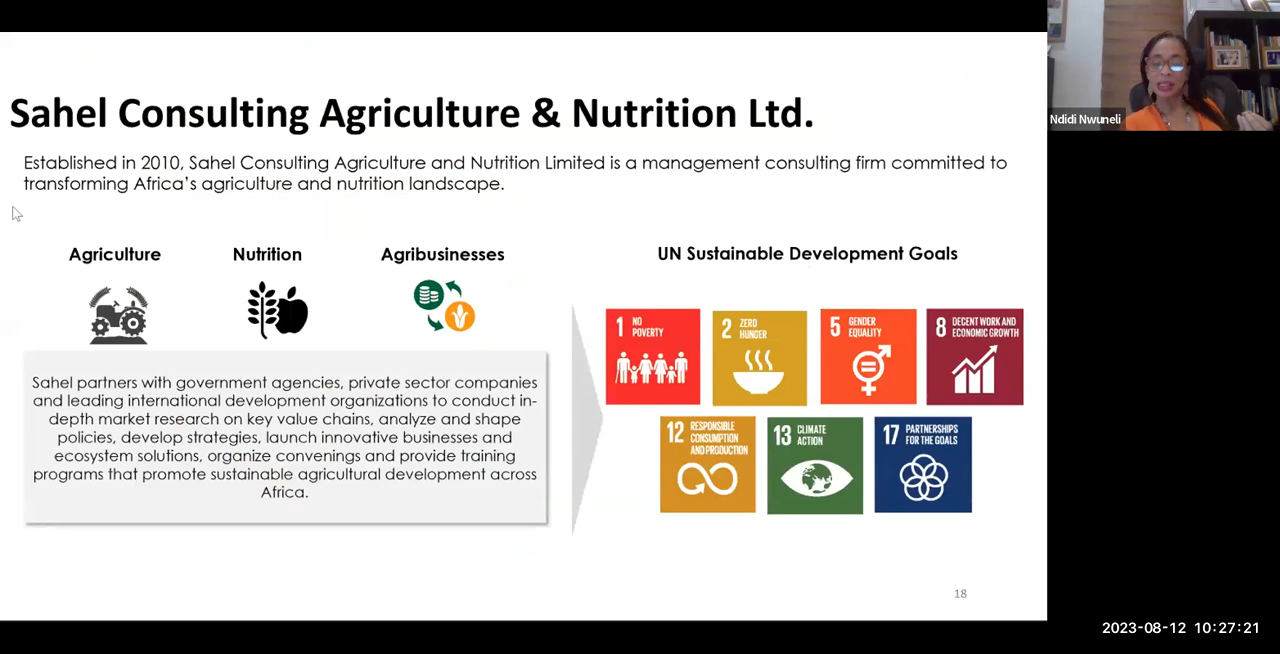 Sahel Consulting Agriculture & Nutrition Ltd.
Established in 2010, Sahel Consulting Agriculture and Nutrition Limited is a management consulting firm committed to
transforming Africa's agriculture and nutrition landscape.
Agriculture
Nutrition
Agribusinesses
Sahel partners with government agencies, private sector companies
and leading international development organizations to conduct in-
depth market research on key value chains, analyze and shape
policies, develop strategies, launch innovative businesses and
ecosystem solutions, organize convenings and provide training
programs that promote sustainable agricultural development across
Africa.
UN Sustainable Development Goals
1 NO
POVERTY
2 ZERO
HUNGER
5 GENDER
EQUALITY
8 DECENT WORK AND
ECONOMIC GROWTH
12 RESPONSIBLE
CONSUMPTION
AND PRODUCTION
13 CLIMATE
ACTION
17 PARTNERSHIPS
FOR THE GOALS
18
Ndidi Nwuneli
2023-08-12 10:27:21